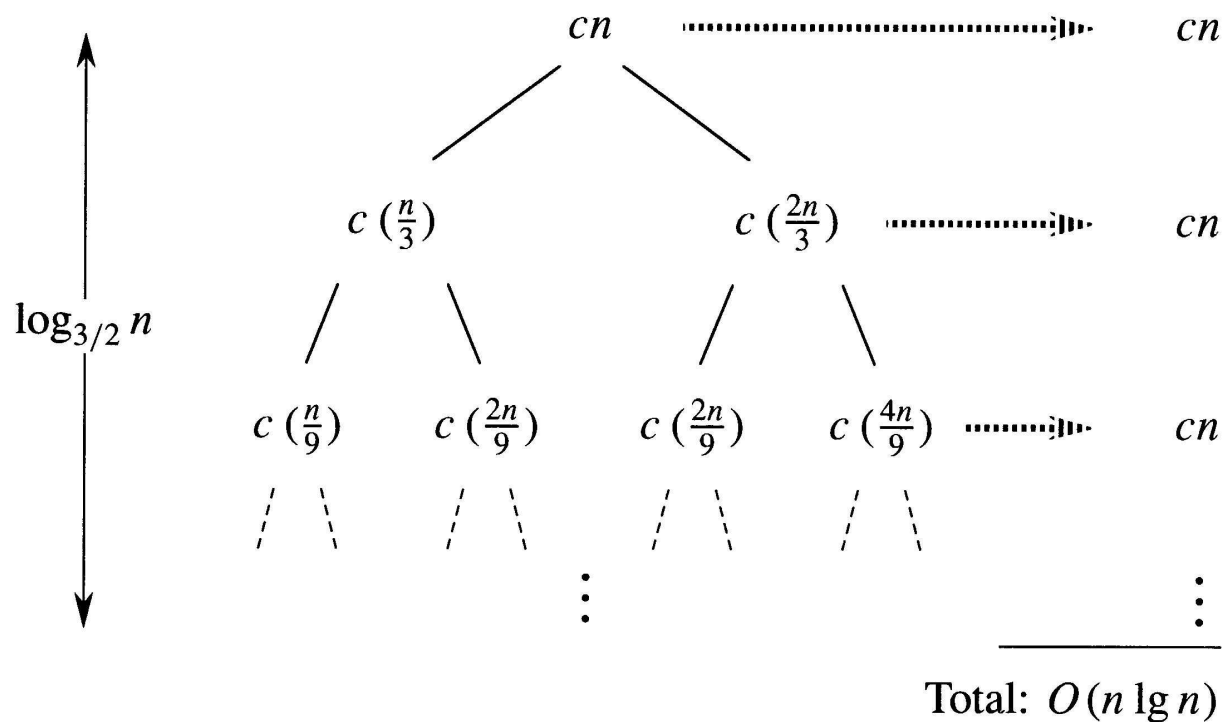 cn cn
c (n/3) c (2n/3) cn
log_{3/2} n
c (n/9) c (2n/9) c (2n/9) c (4n/9) cn
Total: O(n lg n)